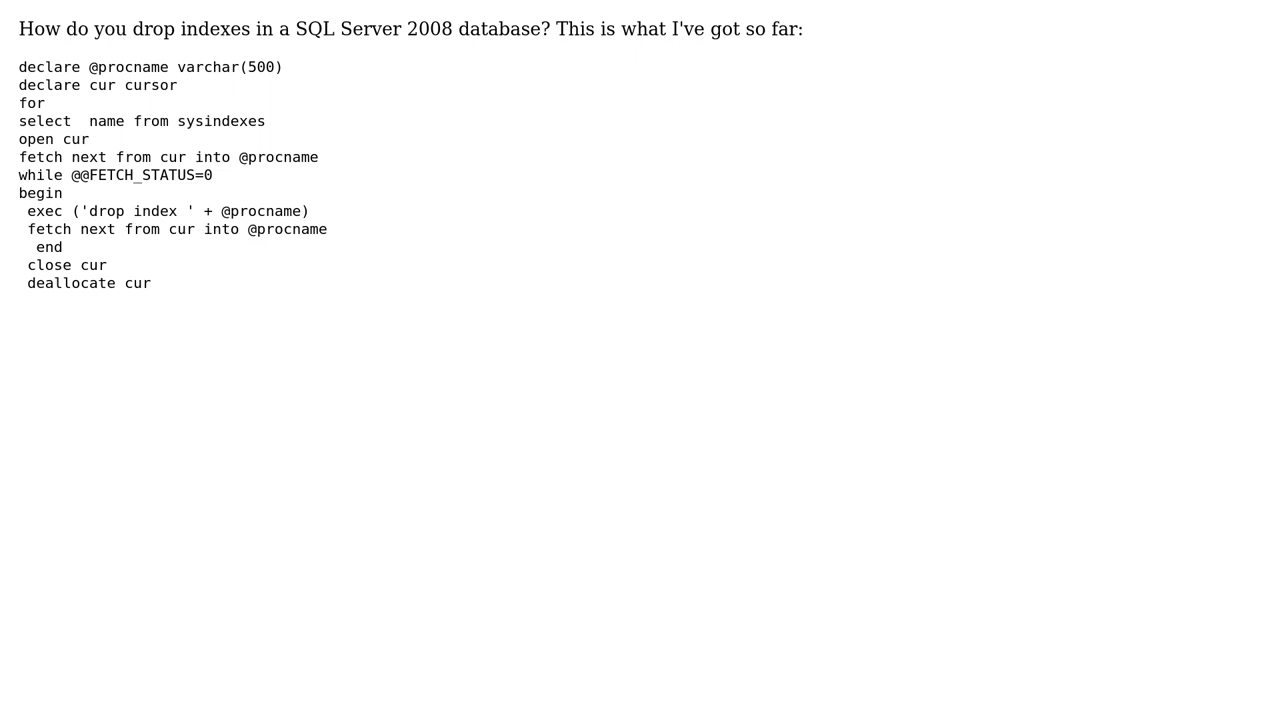 How do you drop indexes in a SQL Server 2008 database? This is what I've got so far:
declare @procname varchar(500)
declare cur cursor
for
select  name from sysindexes
open cur
fetch next from cur into @procname
while @@FETCH_STATUS=0
begin
 exec ('drop index ' + @procname)
 fetch next from cur into @procname
  end
 close cur
 deallocate cur